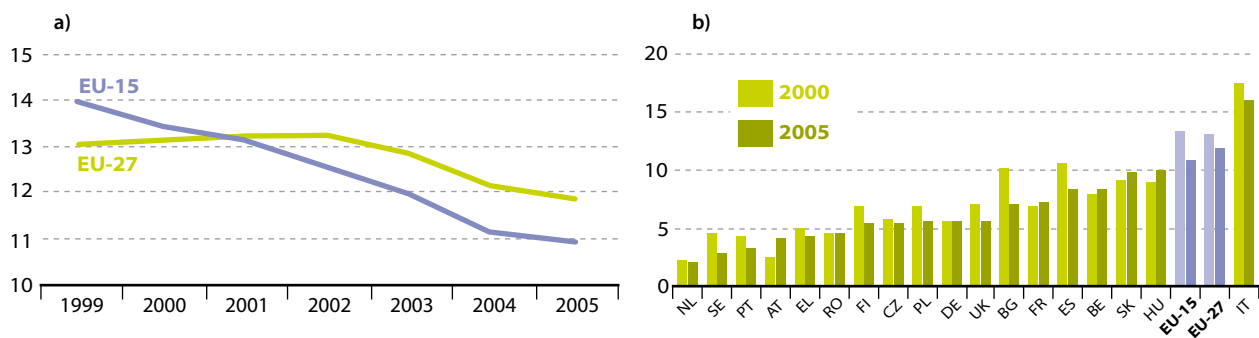 a)
15
14
13
12
11
10
EU-15
EU-27
1999 2000 2001 2002 2003 2004 2005
b)
20
15
10
5
0
2000
2005
NL SE PT AT EL RO FI CZ PL DE UK BG FR ES BE SK HU EU-15 EU-27 IT